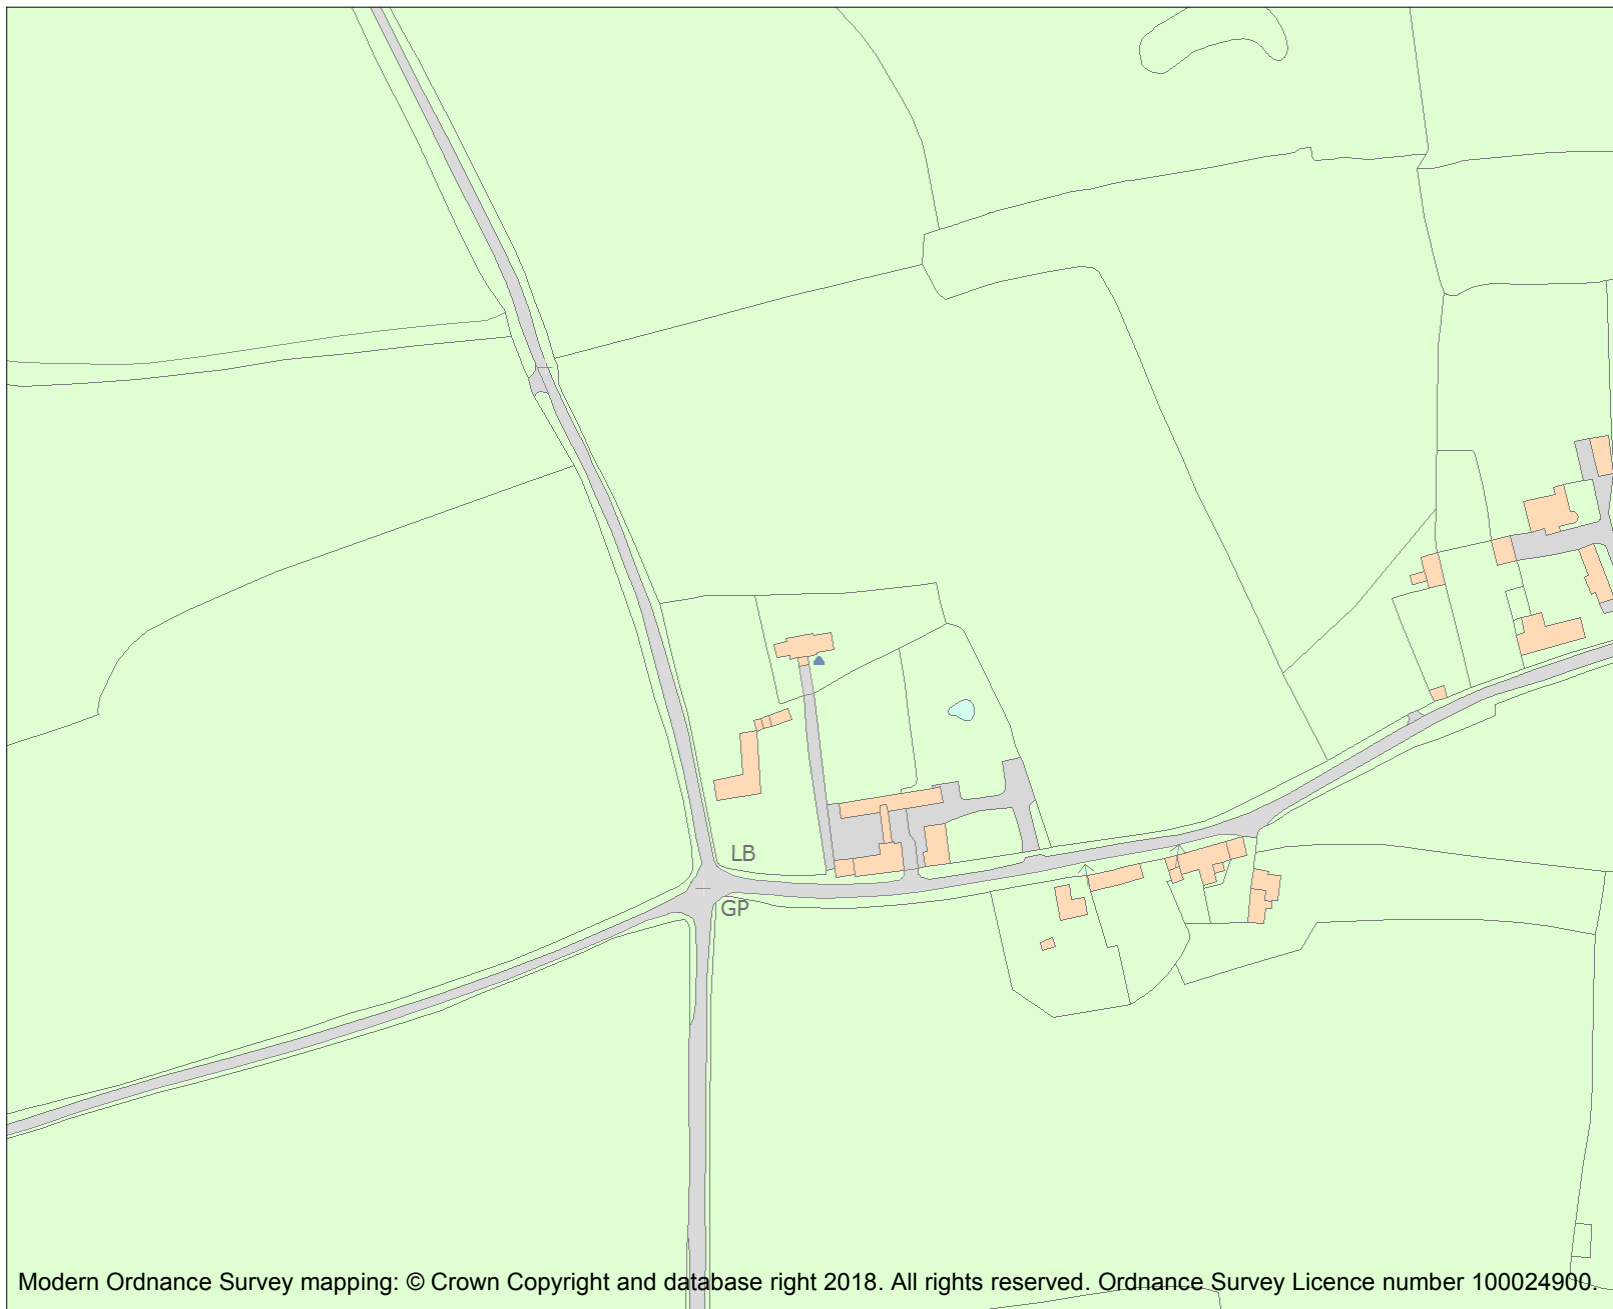 LB
GP
Modern Ordnance Survey mapping: © Crown Copyright and database right 2018. All rights reserved. Ordnance Survey Licence number 100024900.